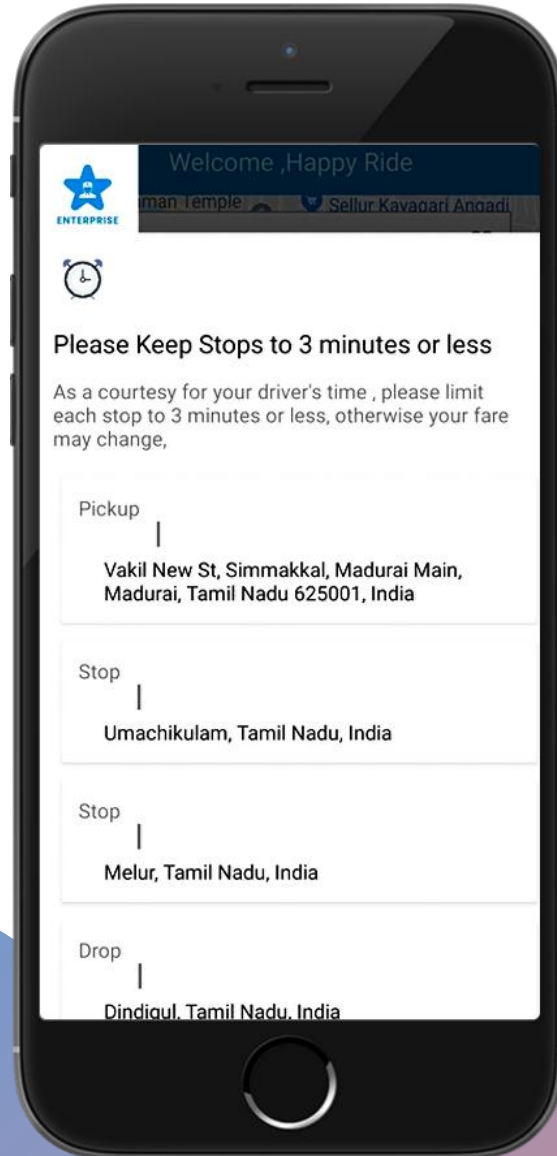 Welcome ,Happy Ride
Temple
Sellur Kayagari Angadi
ENTERPRISE
Please Keep Stops to 3 minutes or less
As a courtesy for your driver's time , please limit
each stop to 3 minutes or less, otherwise your fare
may change,
Pickup
Vakil New St, Simmakkal, Madurai Main,
Madurai, Tamil Nadu 625001, India
Stop
Umachikulam, Tamil Nadu, India
Stop
Melur, Tamil Nadu, India
Drop
Dindigul, Tamil Nadu, India